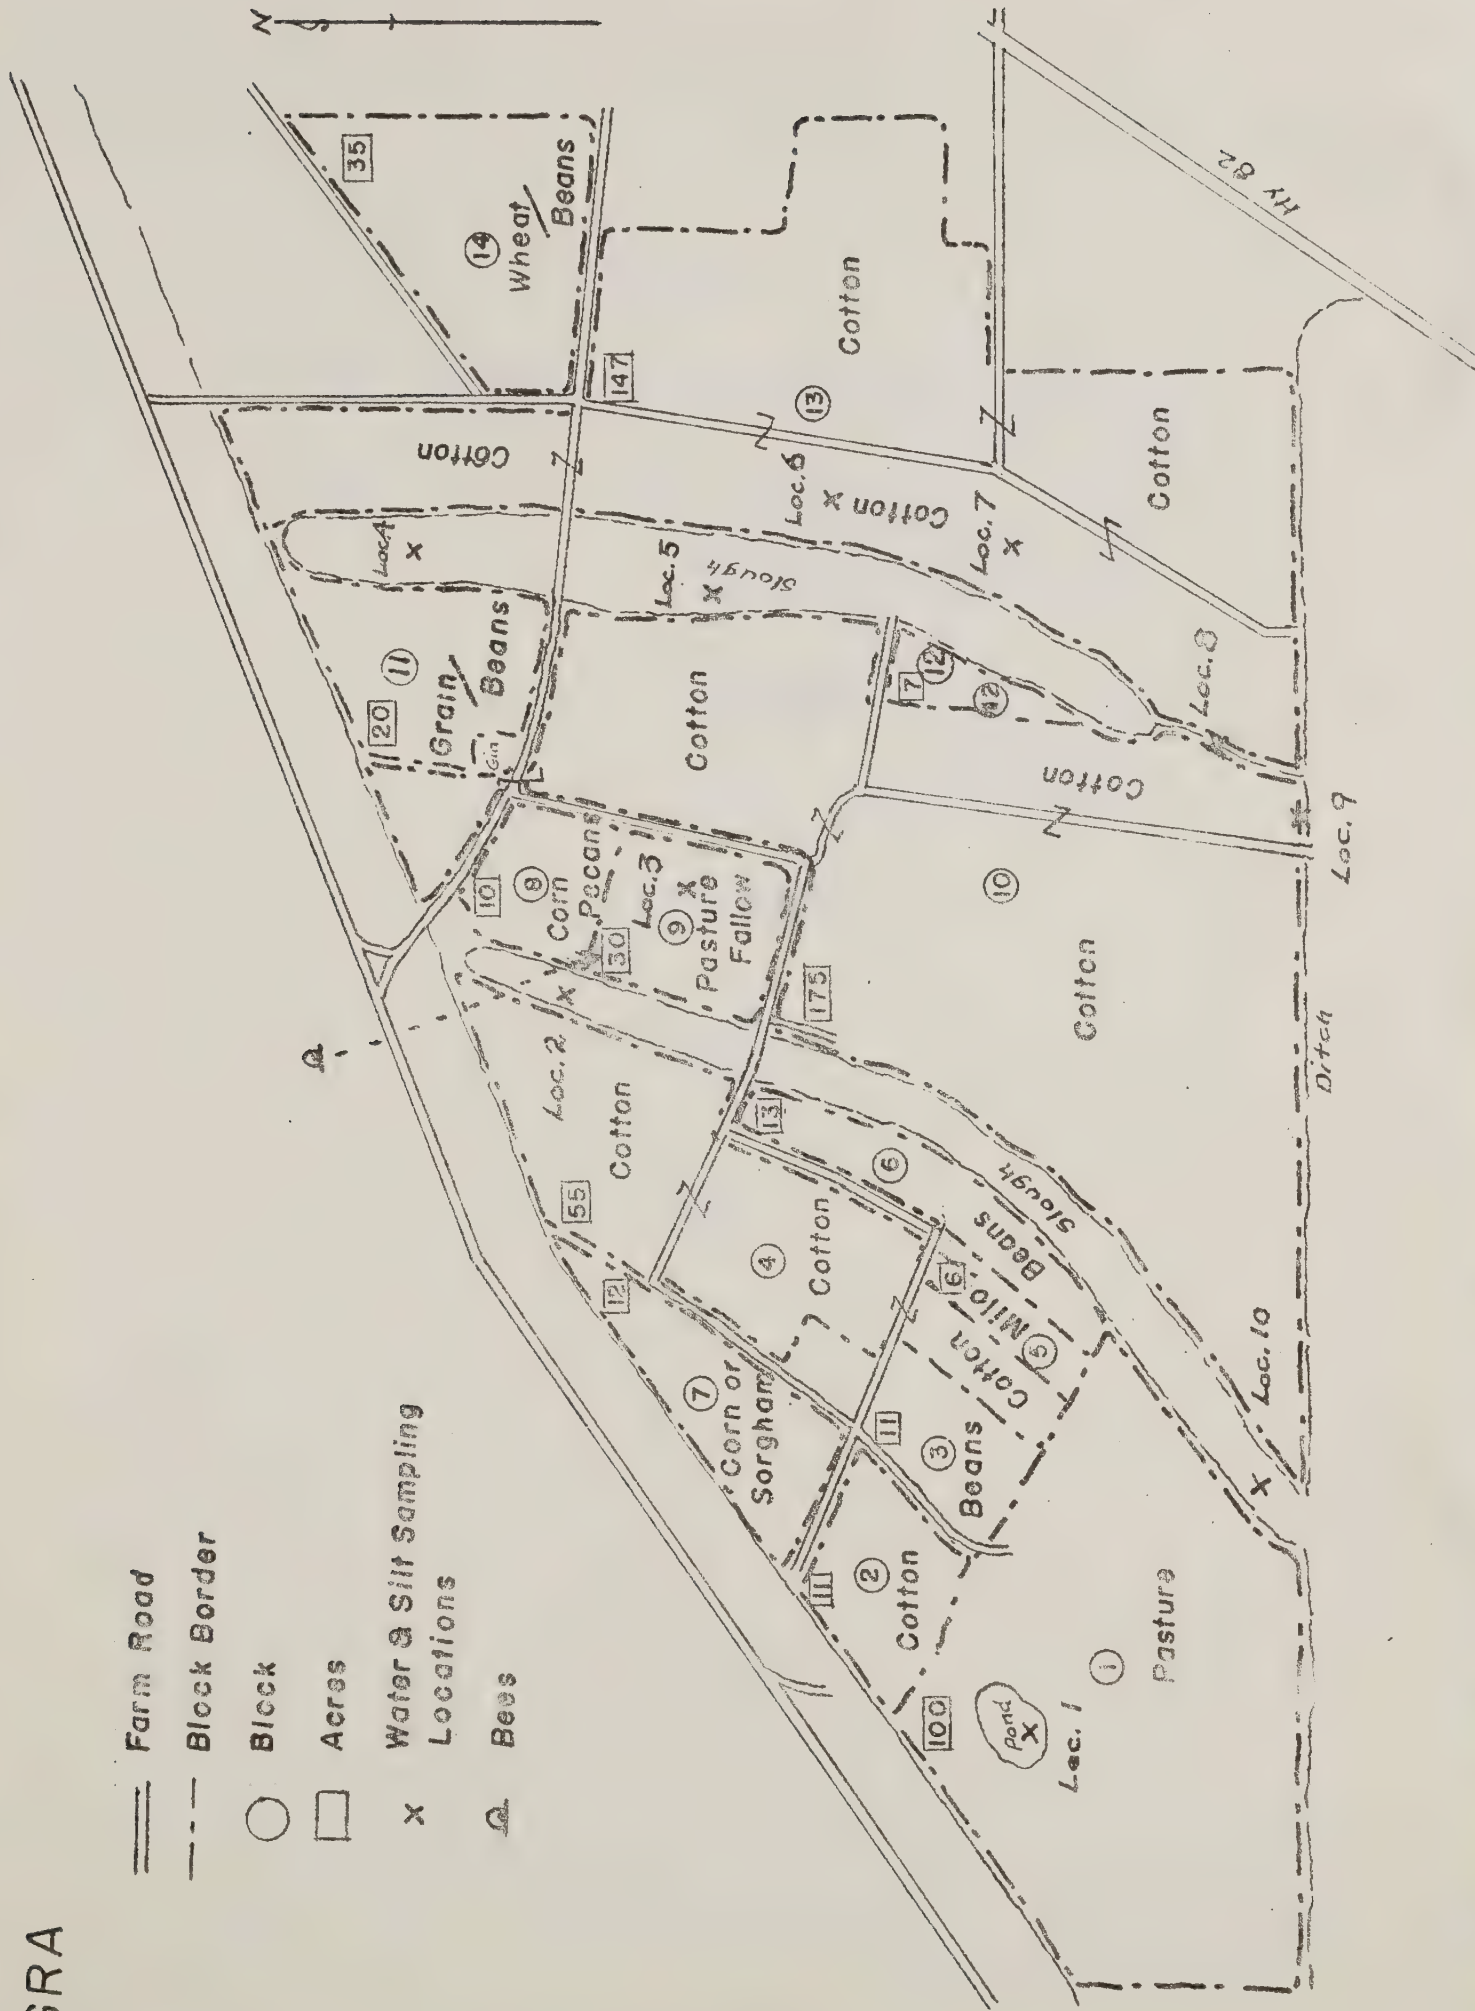 N
Farm Road
Block Border
Block
Acres
Water & Silt Sampling
Locations
Bees
35
14
Wheat/
Beans
147
Cotton
13
Cotton
HY 82
Cotton
Loc.4
x
Loc.5
x
Slough
Loc.6
x
Cotton
Loc.7
x
Loc.8
11
20
Grain/
Beans
Gin
Cotton
7
12
12
Cotton
Loc. 9
10
8
Corn
Pecans
Loc.3
x
30
9
Pasture
Fallow
175
10
Cotton
Ditch
Loc. 2
x
Cotton
55
13
6
Slough
Beans
12
4
Cotton
6
Milo
5
Cotton
7
Corn or
Sorgham
11
3
Beans
2
Cotton
Loc. 10
x
100
Pond
x
Loc. 1
1
Pasture